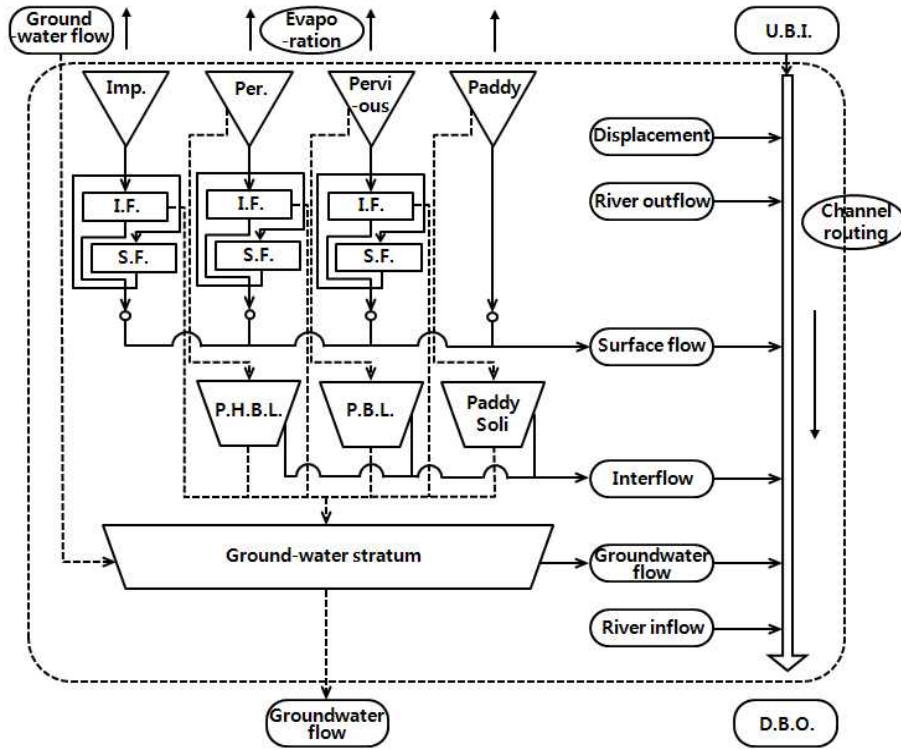 Ground
-water flow
Evapo
-ration
U.B.I.
Imp.
Per.
Pervi
-ous
Paddy
Displacement
I.F.
I.F.
I.F.
River outflow
Channel
routing
S.F.
S.F.
S.F.
Surface flow
P.H.B.L.
P.B.L.
Paddy
Soli
Interflow
Ground-water stratum
Groundwater
flow
River inflow
Groundwater
flow
D.B.O.